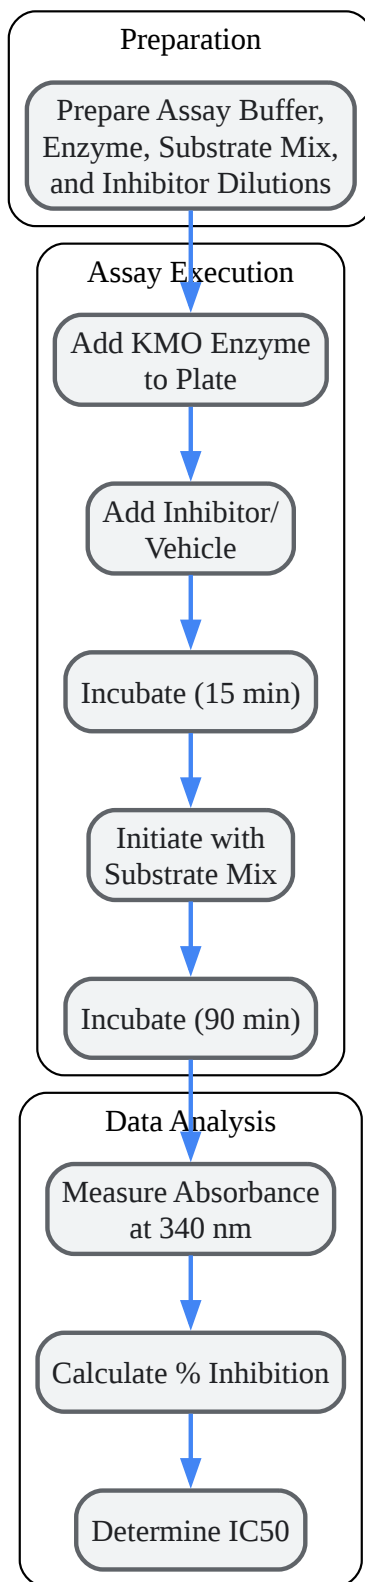 Preparation
Prepare Assay Buffer,
Enzyme, Substrate Mix,
and Inhibitor Dilutions
Assay Execution
Add KMO Enzyme
to Plate
Add Inhibitor/
Vehicle
Incubate (15 min)
Initiate with
Substrate Mix
Incubate (90 min)
Data Analysis
Measure Absorbance
at 340 nm
Calculate % Inhibition
Determine IC50